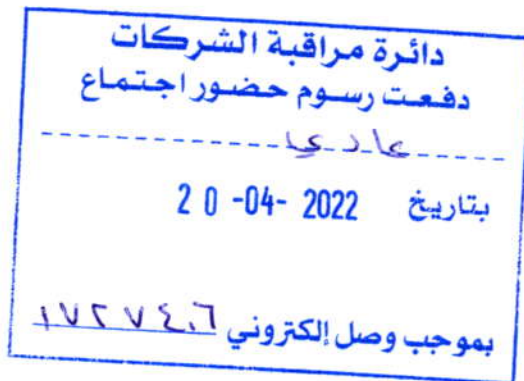 دائرة مراقبة الشركات
دفعت رسوم حضور اجتماع
عادي
بتاريخ 20-04-2022
بموجب وصل إلكتروني ١٧٢٧٤٠٦